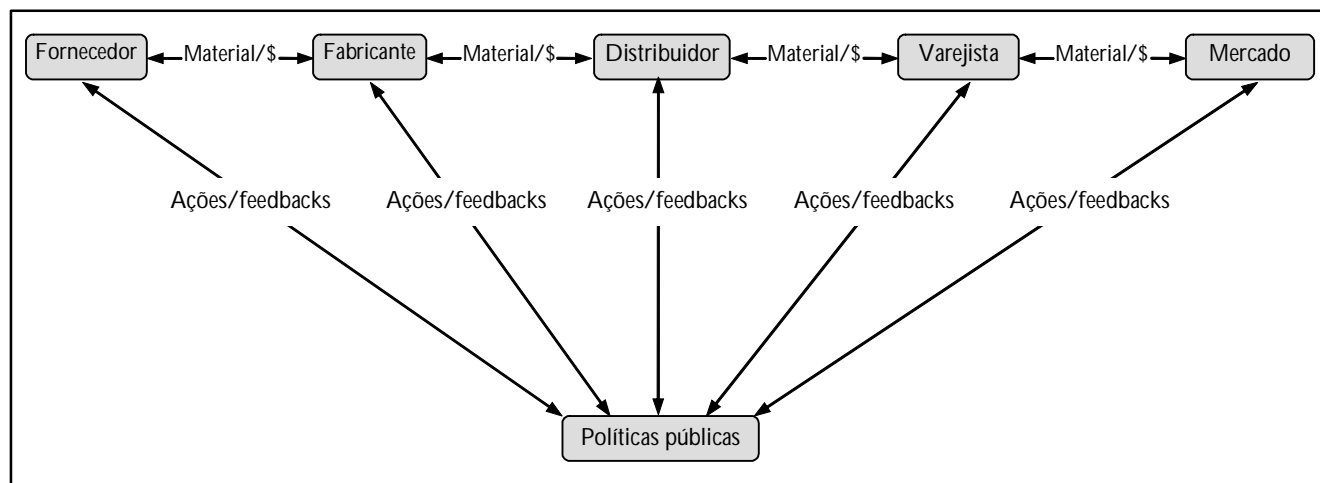 Fornecedor Material/$ Fabricante Material/$ Distribuidor Material/$ Varejista Material/$ Mercado
Ações/feedbacks Ações/feedbacks Ações/feedbacks Ações/feedbacks Ações/feedbacks
Políticas públicas